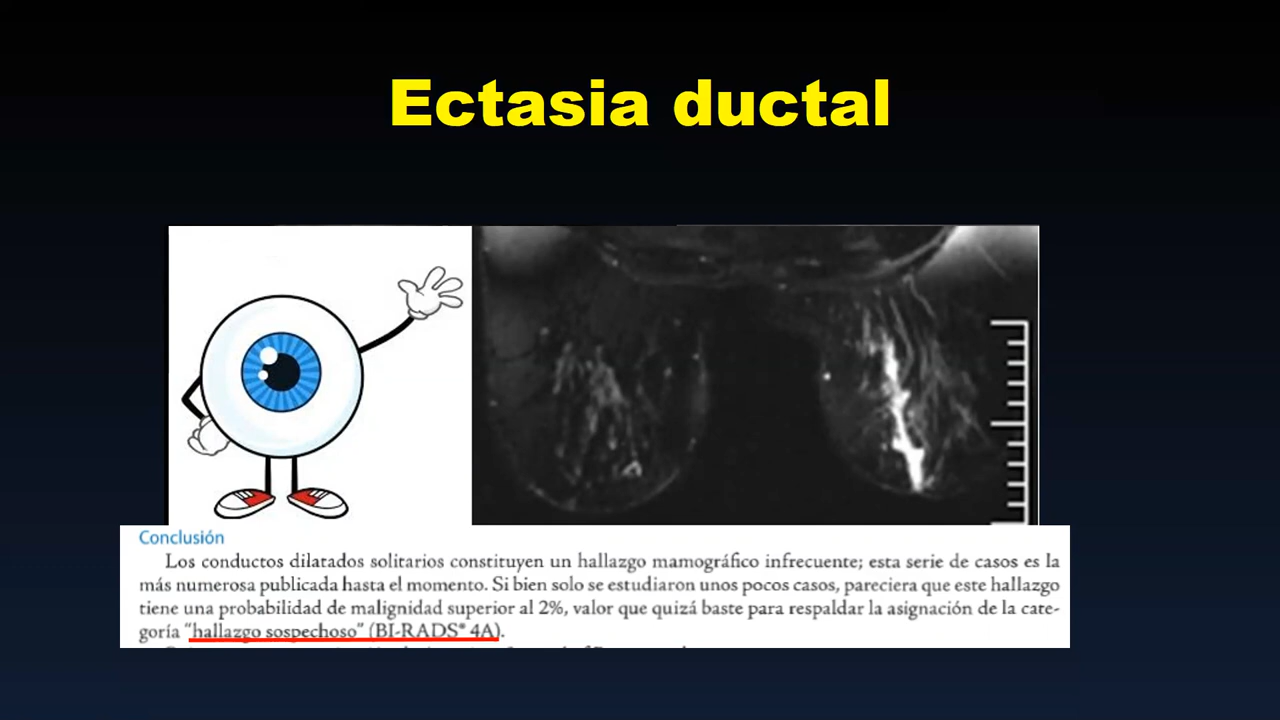 Ectasia ductal
Conclusión
Los conductos dilatados solitarios constituyen un hallazgo mamográfico infrecuente; esta serie de casos es la
más numerosa publicada hasta el momento. Si bien solo se estudiaron unos pocos casos, pareciera que este hallazgo
tiene una probabilidad de malignidad superior al 2%, valor que quizá baste para respaldar la asignación de la cate-
goría “hallazgo sospechoso” (BI-RADS® 4A).